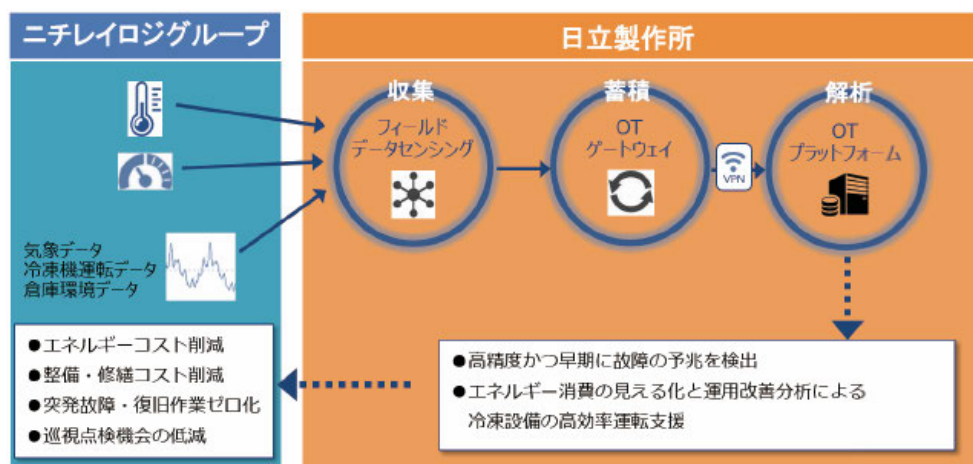 ニチレイロジグループ
日立製作所
収集
フィールド
データセンシング
蓄積
OT
ゲートウェイ
VPN
解析
OT
プラットフォーム
気象データ
冷凍機運転データ
倉庫環境データ
●エネルギーコスト削減
●整備・修繕コスト削減
●突発故障・復旧作業ゼロ化
●巡視点検機会の低減
●高精度かつ早期に故障の予兆を検出
●エネルギー消費の見える化と運用改善分析による
冷凍設備の高効率運転支援